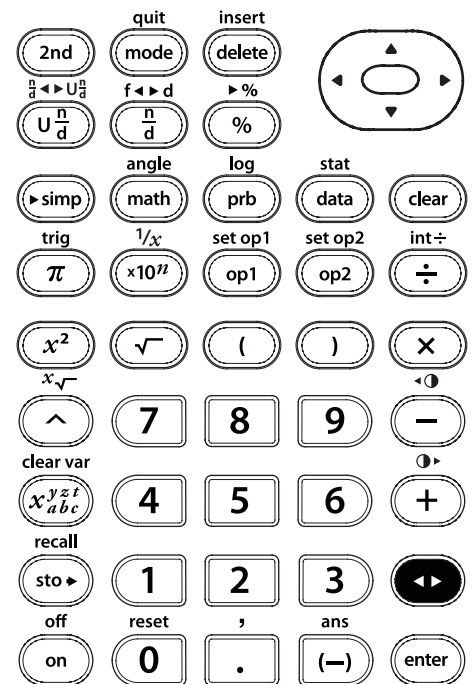 quit insert
2nd mode delete
n/d ◄► U n/d f ◄► d ► %
U n/d n/d %
angle log stat
► simp math prb data clear
trig 1/x set op1 set op2 int÷
π ×10ⁿ op1 op2 ÷
x² √ ( ) ×
ˣ√ ◄◑
^ 7 8 9 −
clear var ◑►
x y z t a b c 4 5 6 +
recall
sto ➧ 1 2 3 ◄►
off reset , ans
on 0 . (−) enter